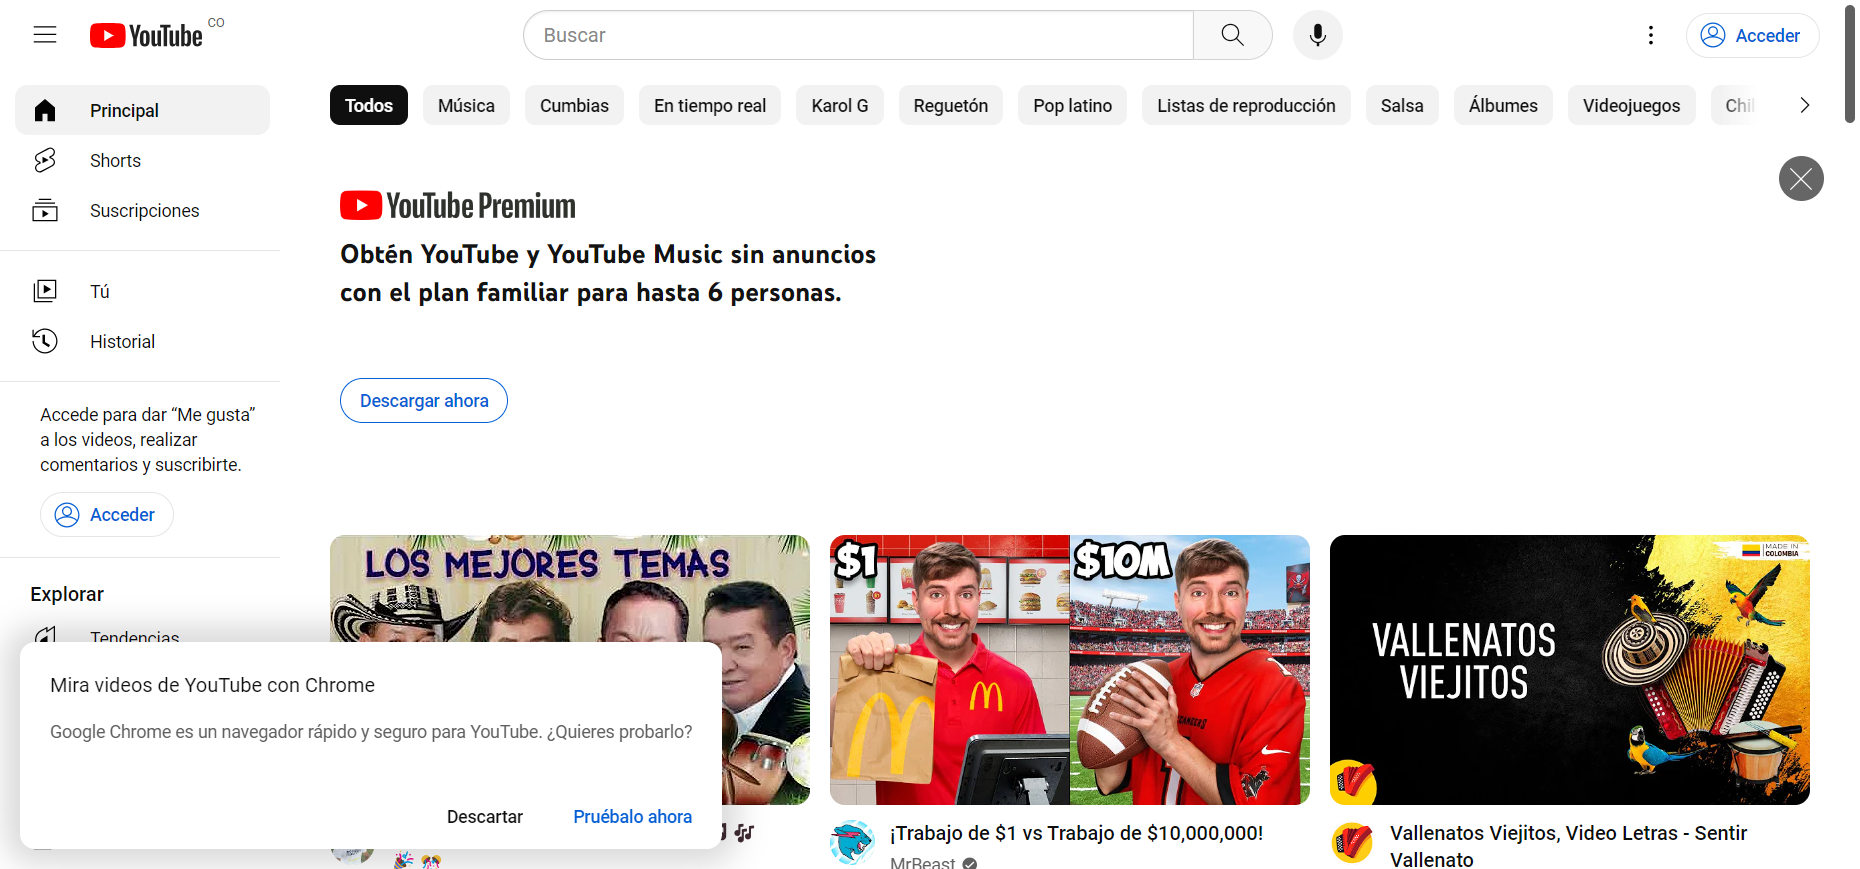 YouTube CO
Buscar
Acceder
Principal
Shorts
Suscripciones
Tú
Historial
Accede para dar “Me gusta”
a los videos, realizar
comentarios y suscribirte.
Acceder
Explorar
Tendencias
Todos
Música
Cumbias
En tiempo real
Karol G
Reguetón
Pop latino
Listas de reproducción
Salsa
Álbumes
Videojuegos
YouTube Premium
Obtén YouTube y YouTube Music sin anuncios
con el plan familiar para hasta 6 personas.
Descargar ahora
LOS MEJORES TEMAS
$1
$10M
MADE IN
COLOMBIA
VALLENATOS
VIEJITOS
Mira videos de YouTube con Chrome
Google Chrome es un navegador rápido y seguro para YouTube. ¿Quieres probarlo?
Descartar
Pruébalo ahora
¡Trabajo de $1 vs Trabajo de $10,000,000!
MrBeast
Vallenatos Viejitos, Video Letras - Sentir
Vallenato